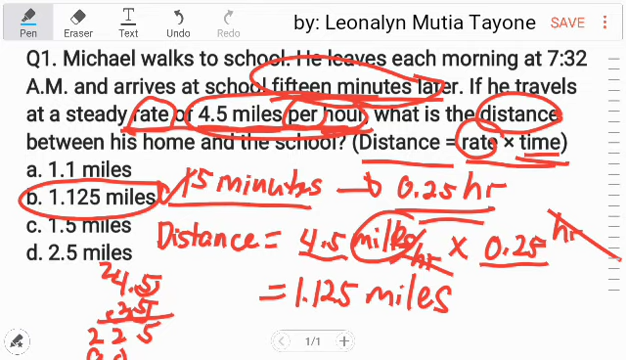 by: Leonalyn Mutia Tayone
SAVE
Pen Eraser Text Undo Redo
Q1. Michael walks to school. He leaves each morning at 7:32
A.M. and arrives at school fifteen minutes later. If he travels
at a steady rate of 4.5 miles per hour, what is the distance
between his home and the school? (Distance = rate × time)
a. 1.1 miles
b. 1.125 miles
15 minutes → 0.25 hr
c. 1.5 miles
Distance = 4.5 miles/hr × 0.25 hr
d. 2.5 miles
= 1.125 miles
4.5
.25
2 2 5
1/1